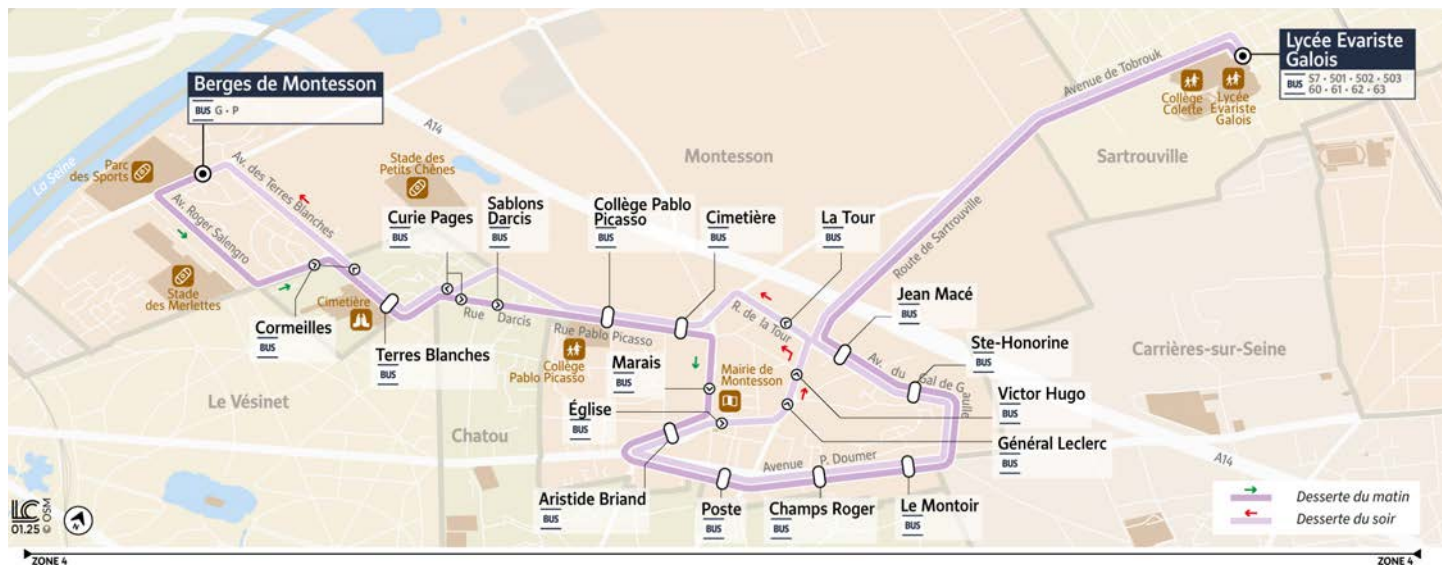 Berges de Montesson
BUS G • P
Lycée Evariste
Galois
BUS S7 • 501 • 502 • 503
60 • 61 • 62 • 63
Avenue de Tobrouk
Collège
Colette
Lycée
Evariste
Galois
La Seine
A14
Montesson
Sartrouville
Parc
des Sports
Av. des Terres Blanches
Stade des
Petits Chênes
Av. Roger Salengro
Stade
des Merlettes
Curie Pages
BUS
Sablons
Darcis
BUS
Collège Pablo
Picasso
BUS
Cimetière
BUS
La Tour
BUS
Route de Sartrouville
Jean Macé
BUS
Cormeilles
BUS
Cimetière
Terres Blanches
BUS
Rue Darcis
Rue Pablo Picasso
Collège
Pablo Picasso
R. de la Tour
Marais
BUS
Mairie de
Montesson
Av. du Gal de Gaulle
Ste-Honorine
BUS
Carrières-sur-Seine
Victor Hugo
BUS
Église
BUS
Général Leclerc
BUS
Le Vésinet
Chatou
Avenue P. Doumer
Aristide Briand
BUS
Poste
BUS
Champs Roger
BUS
Le Montoir
BUS
A14
Desserte du matin
Desserte du soir
LC
01.25 © OSM
N
ZONE 4
ZONE 4